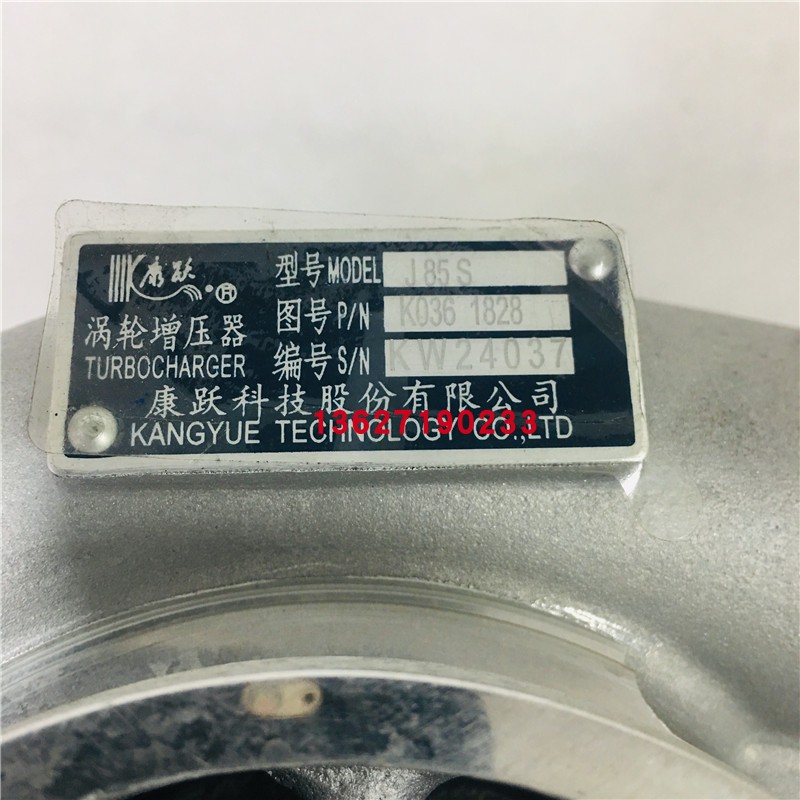 康跃®
型号MODEL J85S
图号P/N K036 1828
编号S/N KW24037
涡轮增压器
TURBOCHARGER
康跃科技股份有限公司
13627190233
KANGYUE TECHNOLOGY CO.,LTD